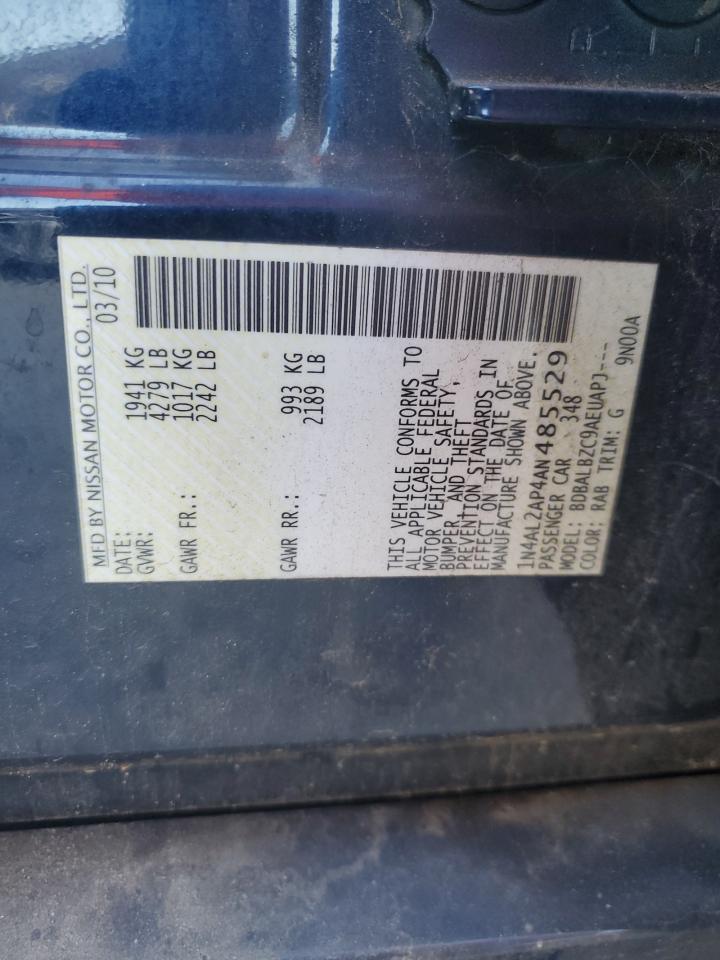 MFD BY NISSAN MOTOR CO., LTD.
DATE: 03/10
GVWR: 1941 KG
4279 LB
GAWR FR.: 1017 KG
2242 LB
GAWR RR.: 993 KG
2189 LB
THIS VEHICLE CONFORMS TO
ALL APPLICABLE FEDERAL
MOTOR VEHICLE SAFETY,
BUMPER, AND THEFT
PREVENTION STANDARDS IN
EFFECT ON THE DATE OF
MANUFACTURE SHOWN ABOVE.
1N4AL2AP4AN485529
PASSENGER CAR 348
MODEL: BDBALBZC9AEUAPJ---
COLOR: RAB TRIM: G 9N00A